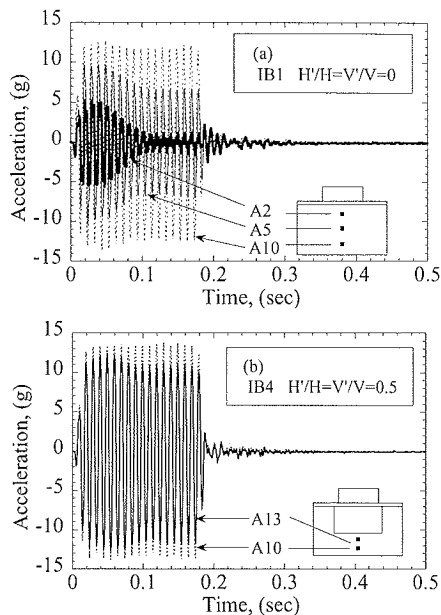 15
10
5
0
-5
-10
-15
Acceleration, (g)
(a)
IB1 H'/H=V'/V=0
A2
A5
A10
0 0.1 0.2 0.3 0.4 0.5
Time, (sec)
15
10
5
0
-5
-10
-15
Acceleration, (g)
(b)
IB4 H'/H=V'/V=0.5
A13
A10
0 0.1 0.2 0.3 0.4 0.5
Time, (sec)